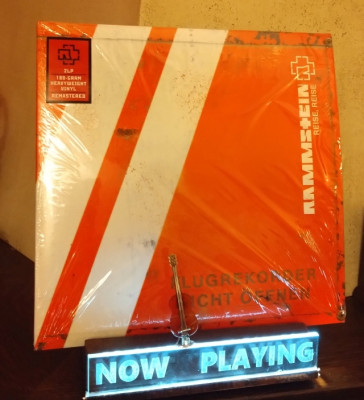 2LP
180 GRAM
HEAVYWEIGHT
VINYL
REMASTERED
RAMMSTEIN
REISE, REISE
LUGREKORDER
ICHT ÖFFNEN
NOW PLAYING